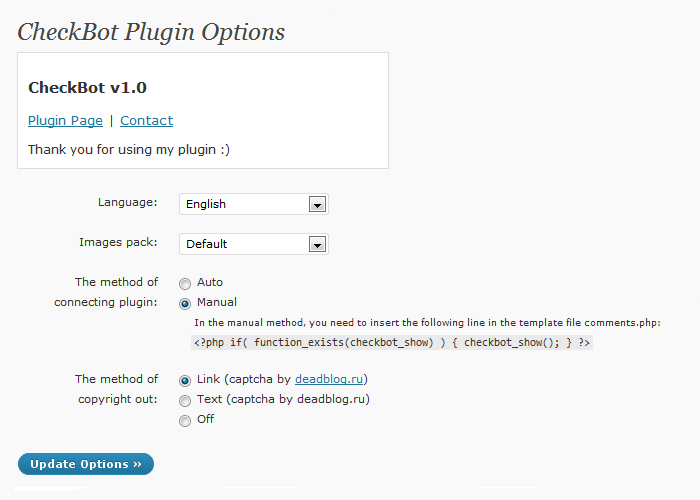 CheckBot Plugin Options
CheckBot v1.0
Plugin Page | Contact
Thank you for using my plugin :)
Language: English
Images pack: Default
The method of connecting plugin:
Auto
Manual
In the manual method, you need to insert the following line in the template file comments.php:
<?php if( function_exists(checkbot_show) ) { checkbot_show(); } ?>
The method of copyright out:
Link (captcha by deadblog.ru)
Text (captcha by deadblog.ru)
Off
Update Options »